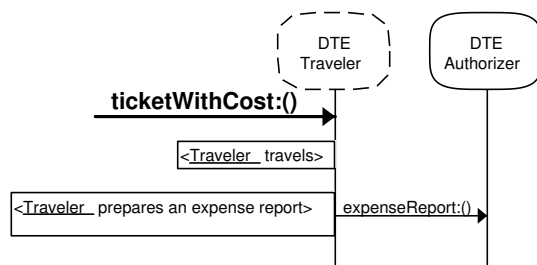 DTE
Traveler
DTE
Authorizer
ticketWithCost:()
<Traveler travels>
<Traveler prepares an expense report>
expenseReport:()